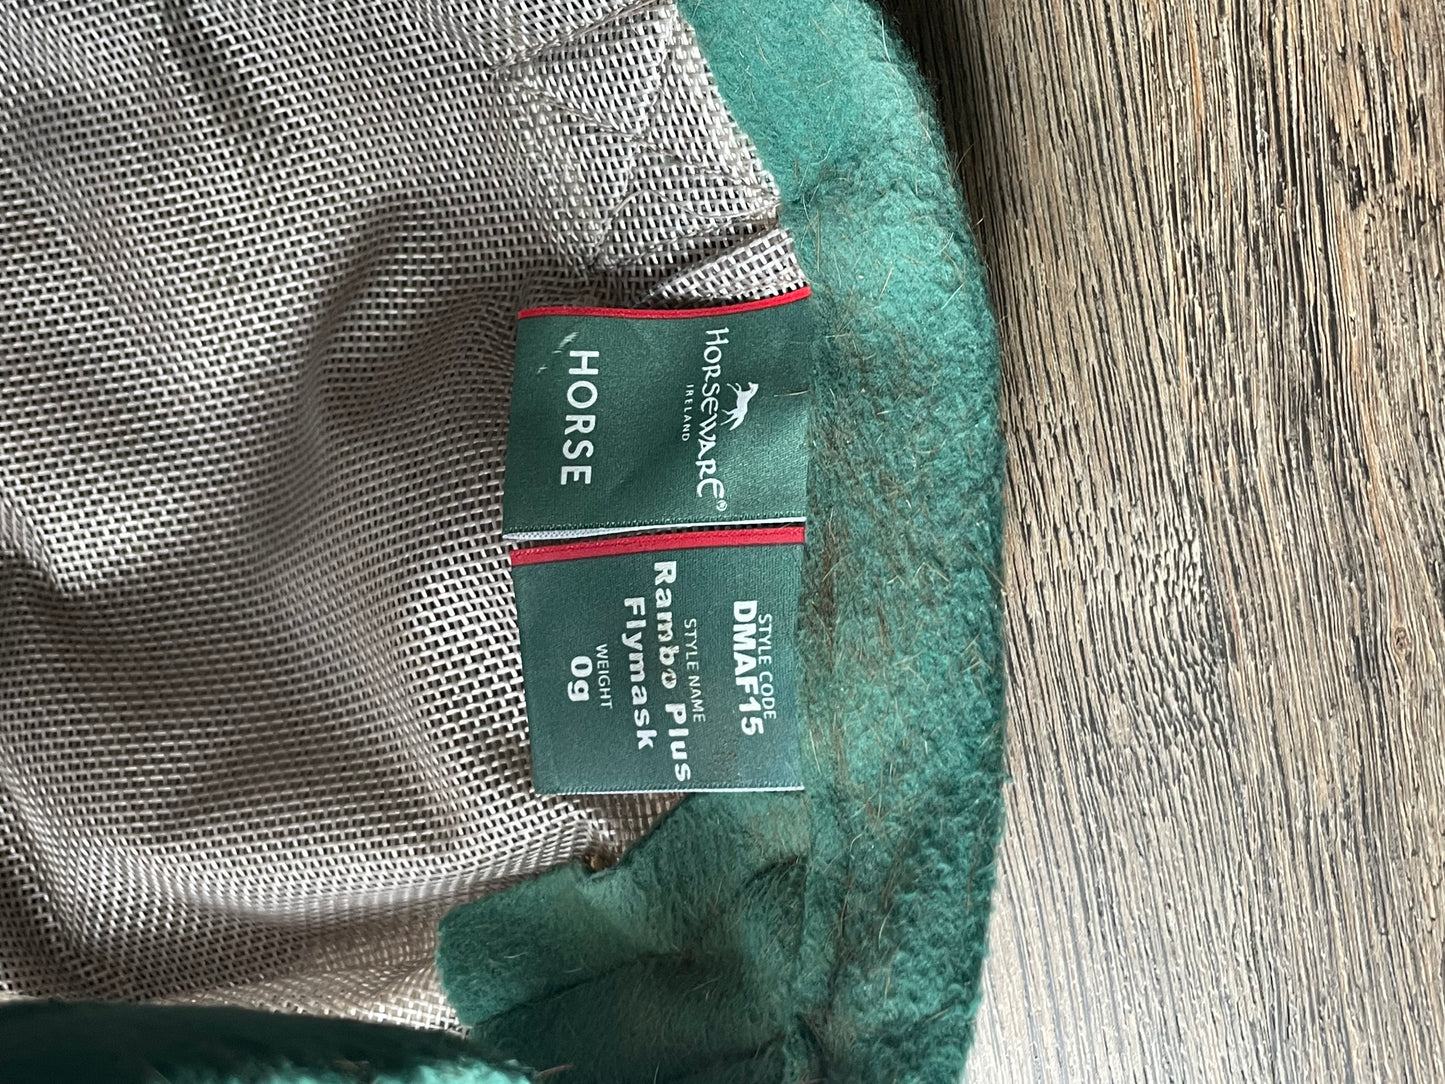 HORSEWARE®
IRELAND
HORSE
STYLE CODE
DMAF15
STYLE NAME
Rambo Plus
Flymask
WEIGHT
0g